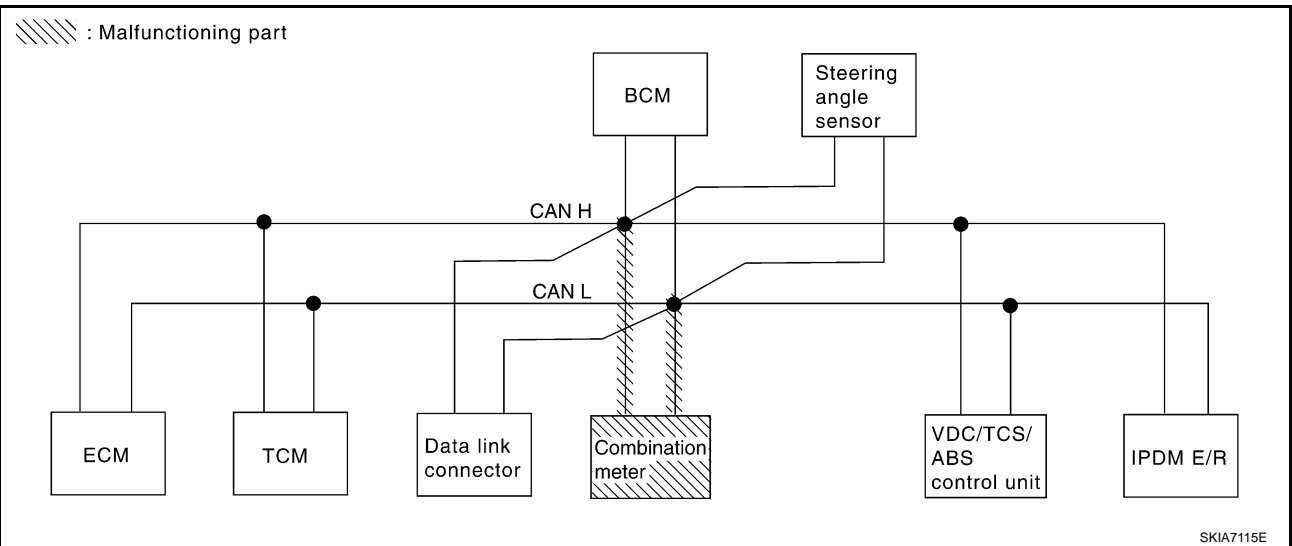 : Malfunctioning part
BCM
Steering
angle
sensor
CAN H
CAN L
ECM
TCM
Data link
connector
Combination
meter
VDC/TCS/
ABS
control unit
IPDM E/R
SKIA7115E